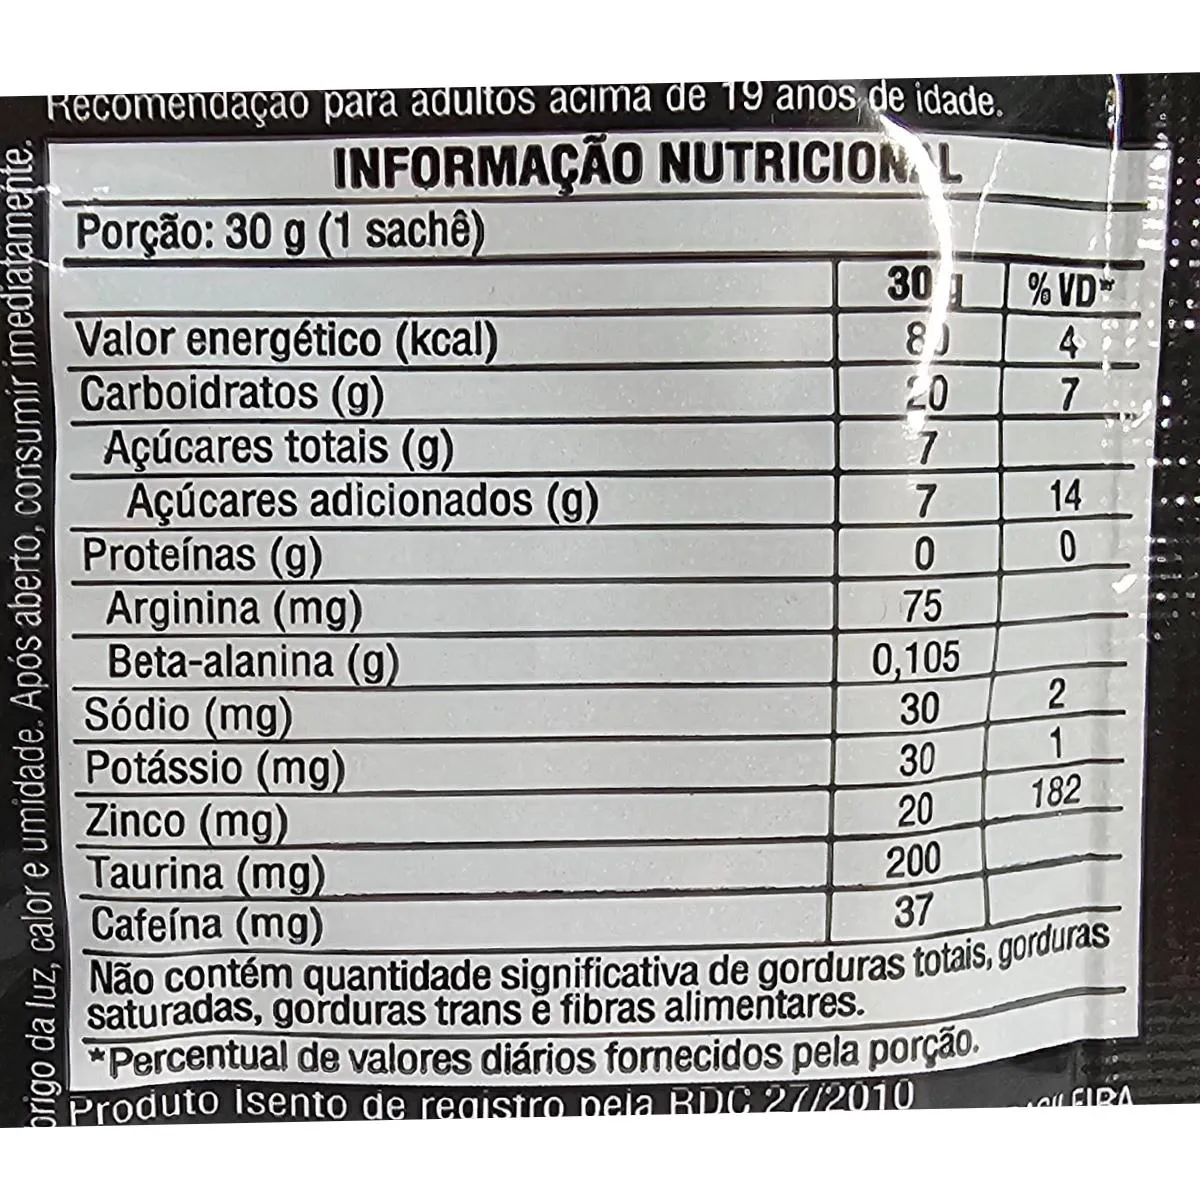 Recomendação para adultos acima de 19 anos de idade.
INFORMAÇÃO NUTRICIONAL
Porção: 30 g (1 sachê)
30 g % VD*
Valor energético (kcal) 80 4
Carboidratos (g) 20 7
Açúcares totais (g) 7
Açúcares adicionados (g) 7 14
Proteínas (g) 0 0
Arginina (mg) 75
Beta-alanina (g) 0,105
Sódio (mg) 30 2
Potássio (mg) 30 1
Zinco (mg) 20 182
Taurina (mg) 200
Cafeína (mg) 37
Não contém quantidade significativa de gorduras totais, gorduras
saturadas, gorduras trans e fibras alimentares.
*Percentual de valores diários fornecidos pela porção.
Produto Isento de registro pela RDC 27/2010
da luz, calor e umidade. Após aberto, consumir imediatamente.